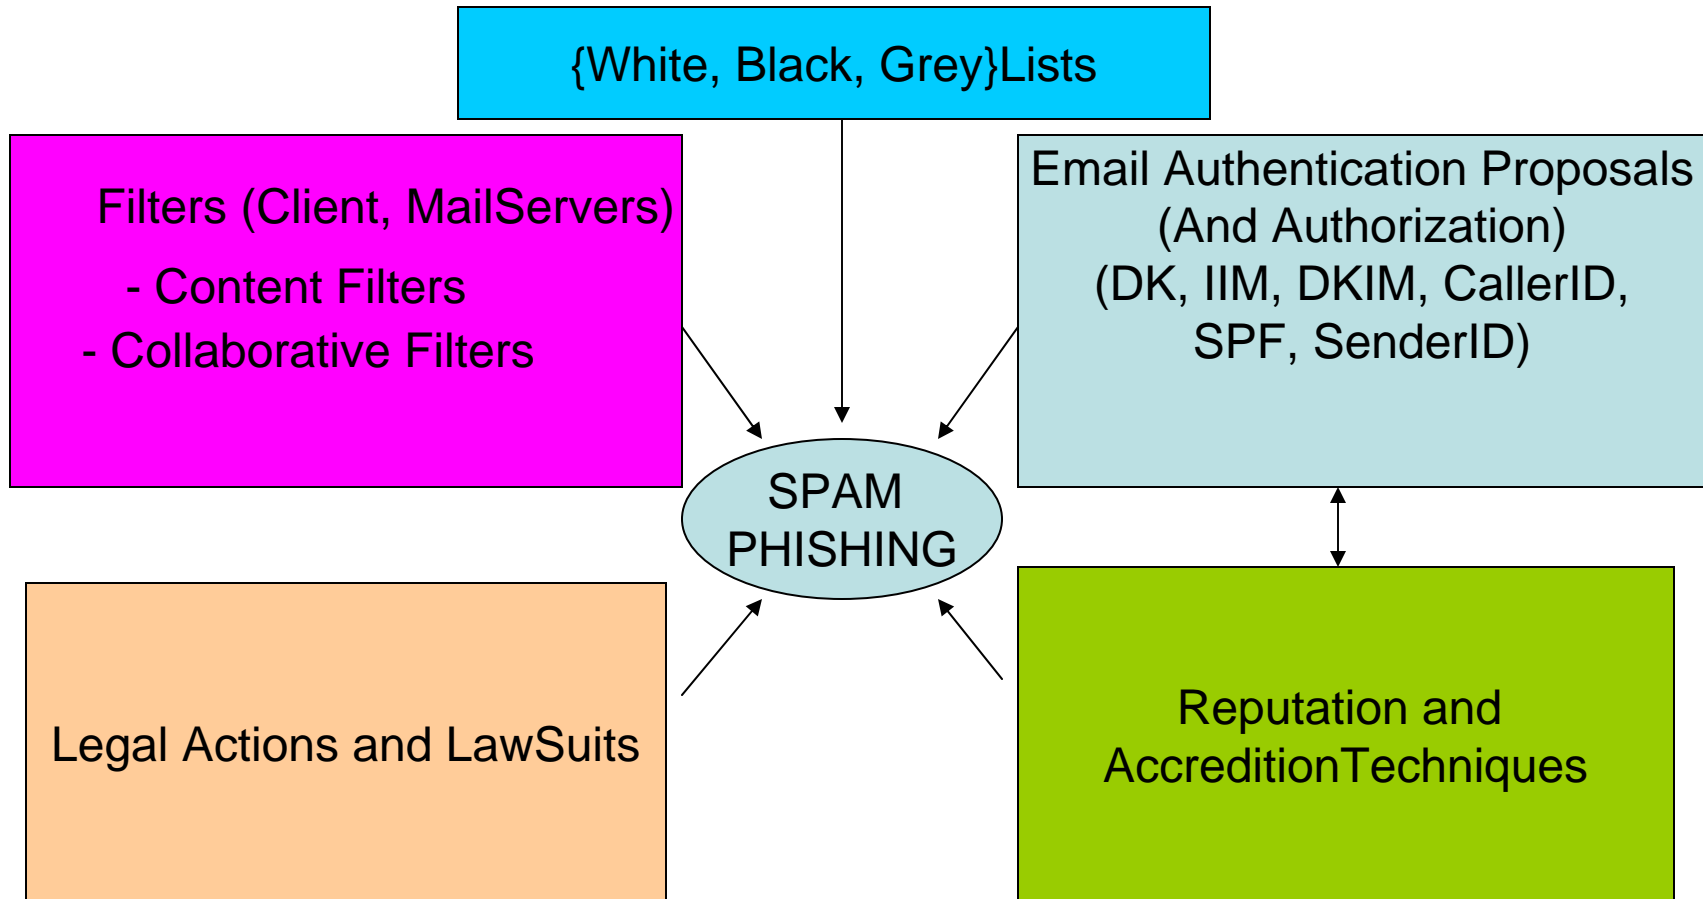 {White, Black, Grey}Lists
Filters (Client, MailServers)
- Content Filters
- Collaborative Filters
Email Authentication Proposals
(And Authorization)
(DK, IIM, DKIM, CallerID,
SPF, SenderID)
SPAM
PHISHING
Legal Actions and LawSuits
Reputation and
AccreditionTechniques